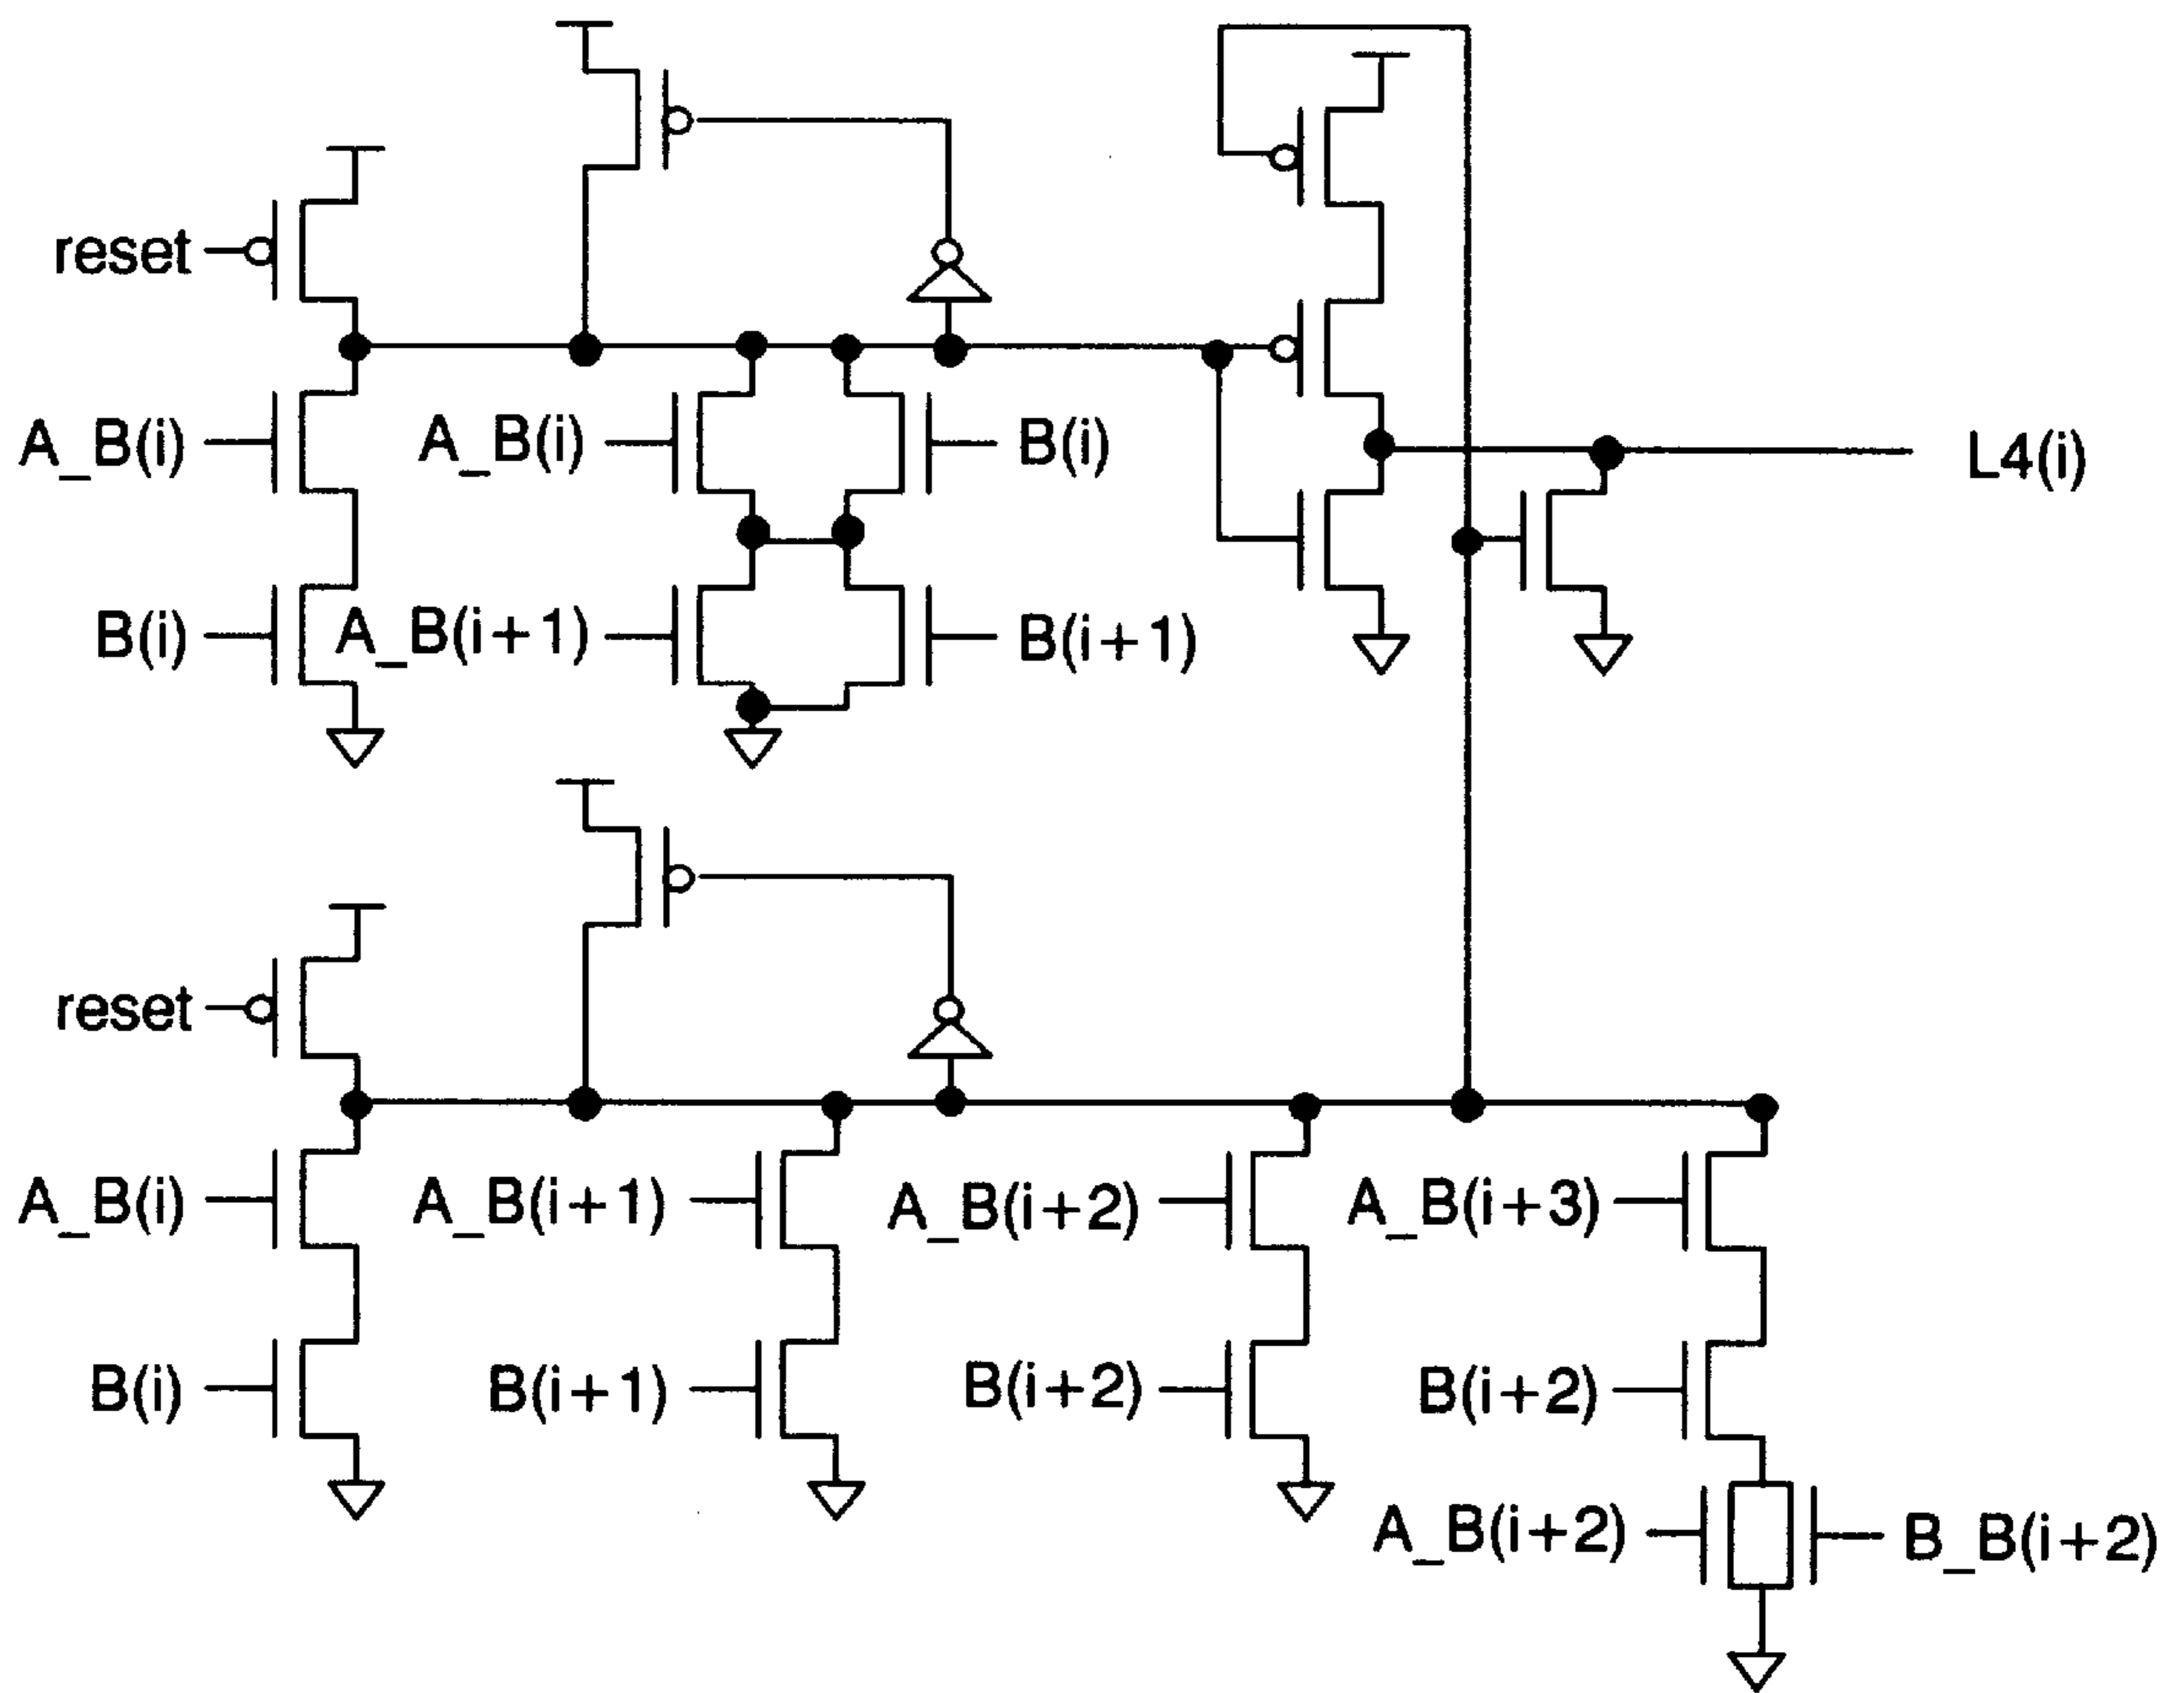 reset
A_B(i)
A_B(i)
B(i)
L4(i)
B(i)
A_B(i+1)
B(i+1)
reset
A_B(i)
A_B(i+1)
A_B(i+2)
A_B(i+3)
B(i)
B(i+1)
B(i+2)
B(i+2)
A_B(i+2)
B_B(i+2)